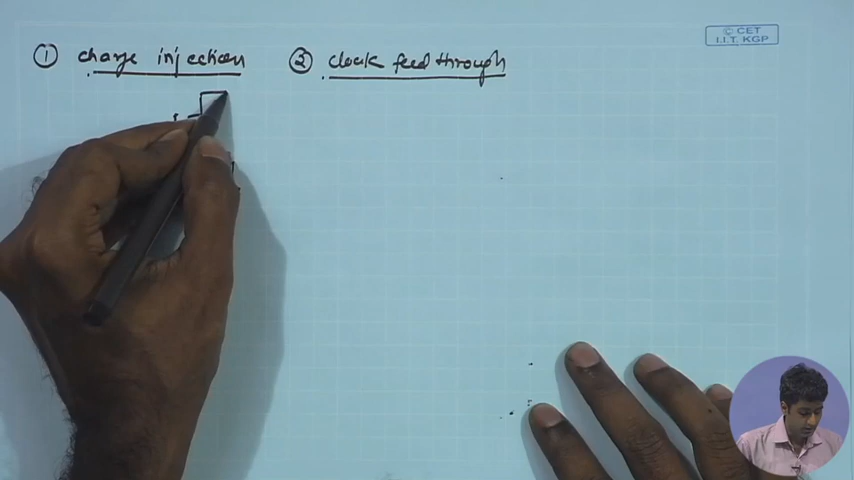 ① charge injection ② clock feed through
© CET
I.I.T. KGP